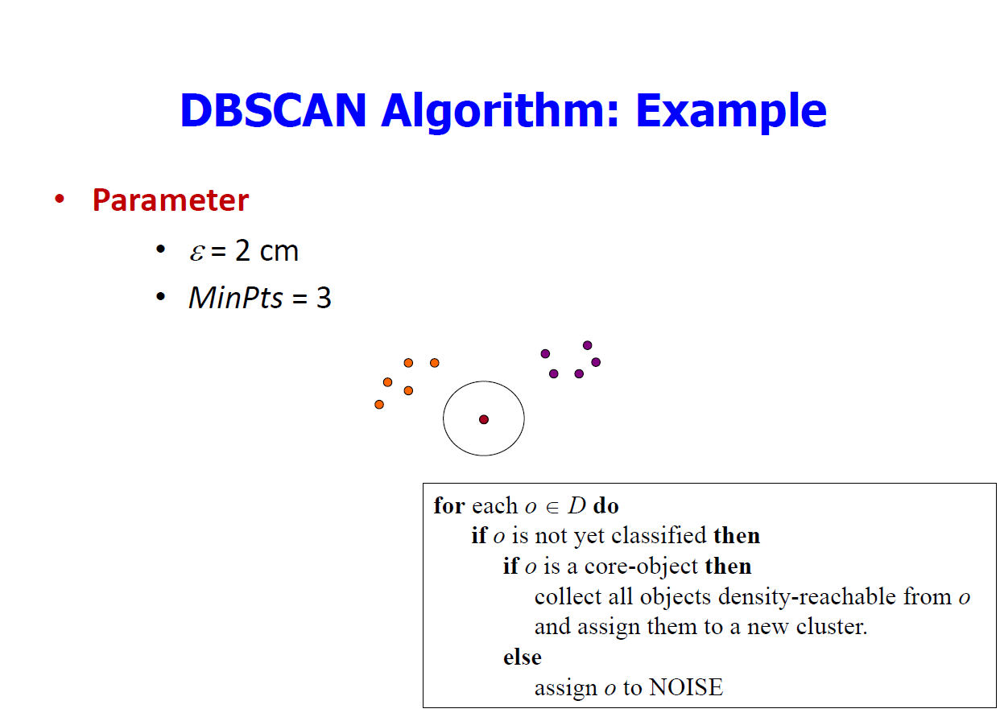 DBSCAN Algorithm: Example
• Parameter
• ε = 2 cm
• MinPts = 3
for each o ∈ D do
if o is not yet classified then
if o is a core-object then
collect all objects density-reachable from o
and assign them to a new cluster.
else
assign o to NOISE